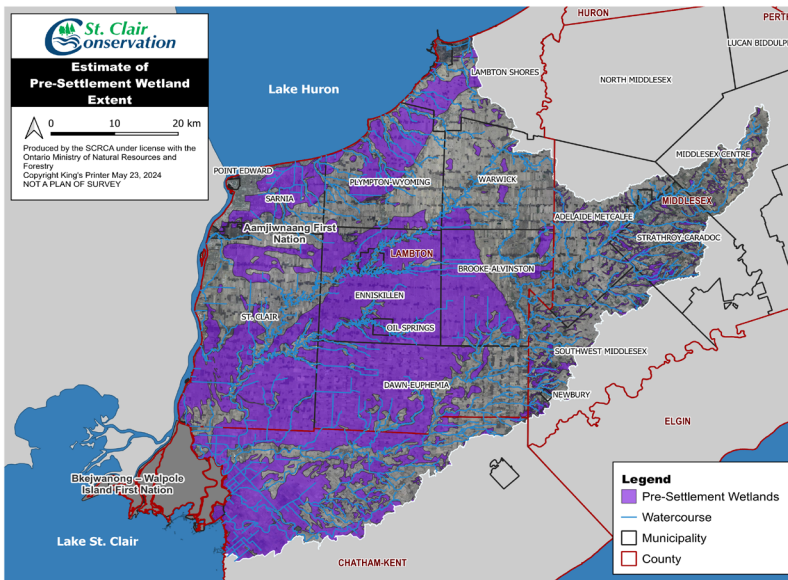 St. Clair
Conservation
Estimate of
Pre-Settlement Wetland
Extent
0 10 20 km
Produced by the SCRCA under license with the
Ontario Ministry of Natural Resources and
Forestry
Copyright King's Printer May 23, 2024
NOT A PLAN OF SURVEY
HURON
PERTH
LUCAN BIDDULPH
LAMBTON SHORES
NORTH MIDDLESEX
Lake Huron
MIDDLESEX CENTRE
POINT EDWARD
PLYMPTON-WYOMING
WARWICK
SARNIA
MIDDLESEX
ADELAIDE METCALFE
Aamjiwnaang First
Nation
STRATHROY-CARADOC
LAMBTON
BROOKE-ALVINSTON
ENNISKILLEN
ST. CLAIR
OIL SPRINGS
SOUTHWEST MIDDLESEX
DAWN-EUPHEMIA
NEWBURY
ELGIN
Bkejwanong – Walpole
Island First Nation
Lake St. Clair
CHATHAM-KENT
Legend
Pre-Settlement Wetlands
Watercourse
Municipality
County